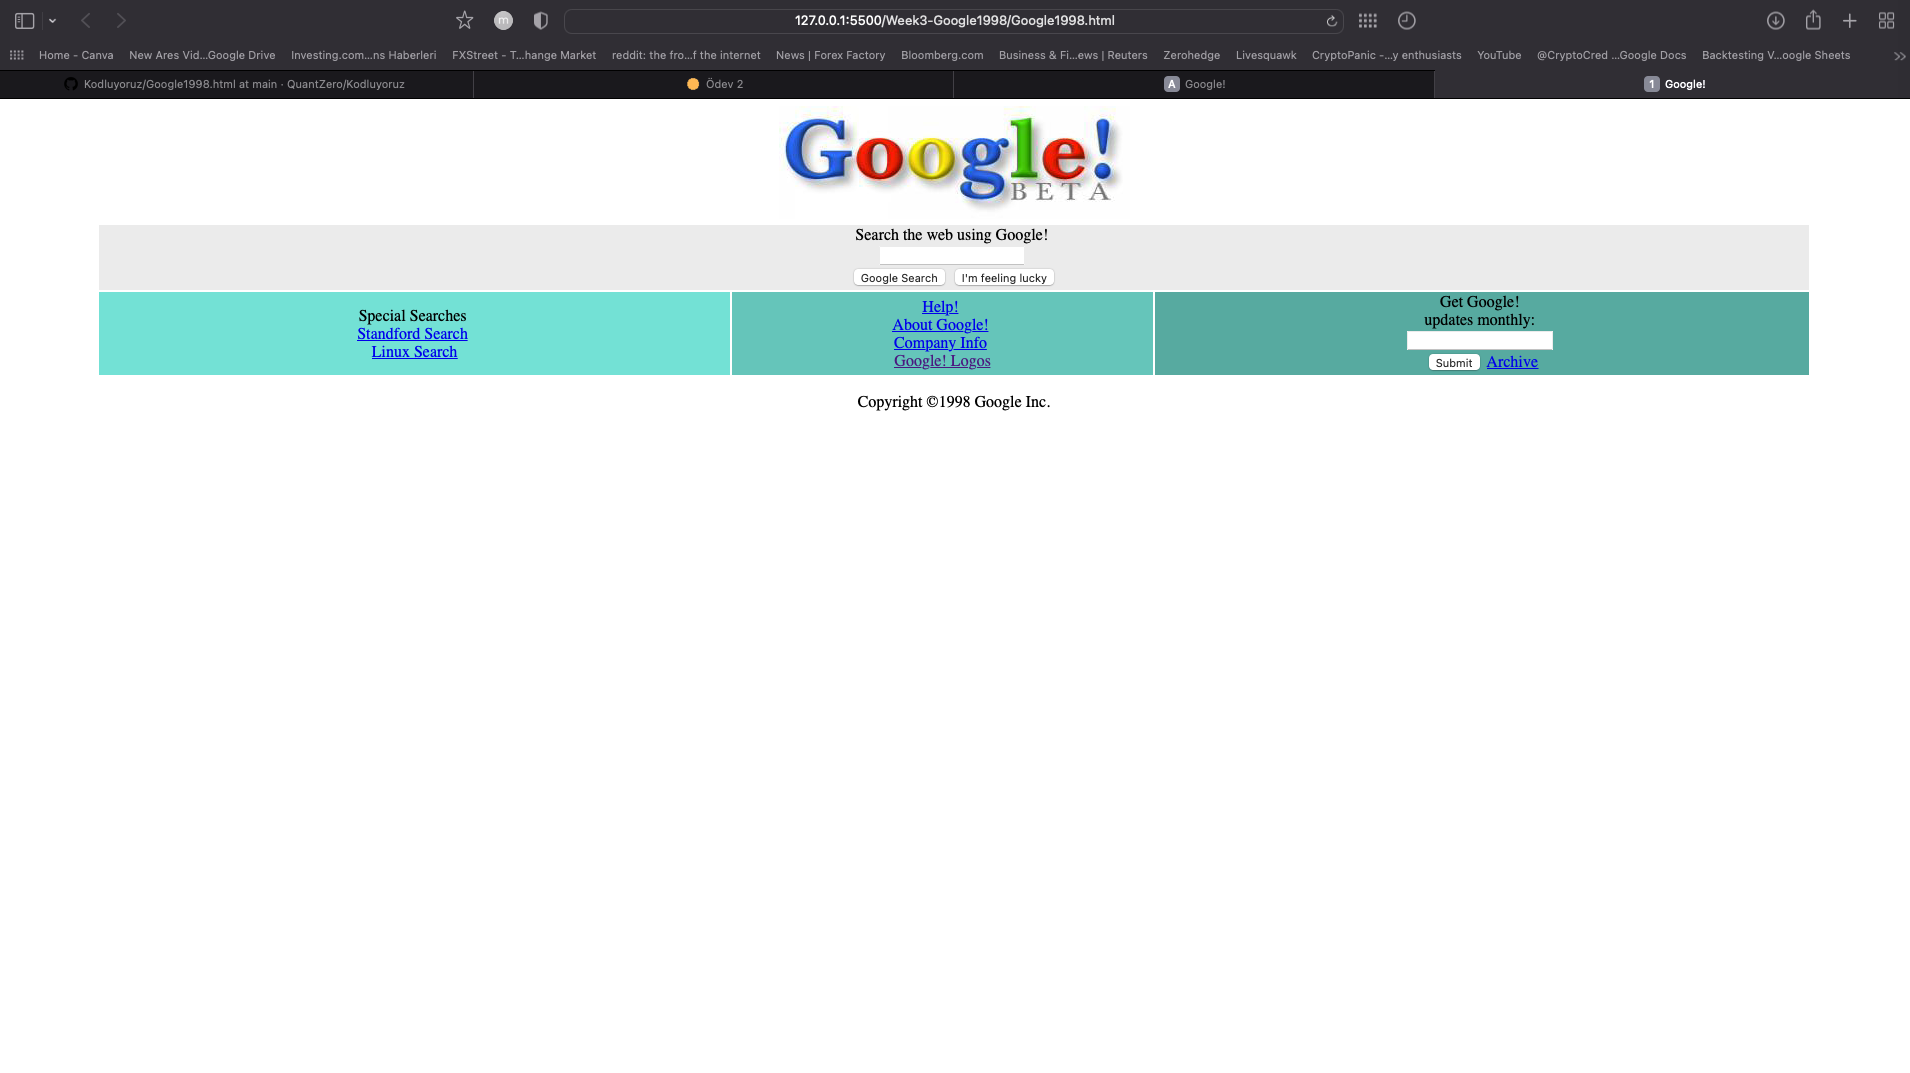 127.0.0.1:5500/Week3-Google1998/Google1998.html
Home - Canva New Ares Vid...Google Drive Investing.com...ns Haberleri FXStreet - T...hange Market reddit: the fro...f the internet News | Forex Factory Bloomberg.com Business & Fi...ews | Reuters Zerohedge Livesquawk CryptoPanic -...y enthusiasts YouTube @CryptoCred ...Google Docs Backtesting V...oogle Sheets
Kodluyoruz/Google1998.html at main · QuantZero/Kodluyoruz Ödev 2 A Google! 1 Google!
Google!
BETA
Search the web using Google!
Google Search I'm feeling lucky
Special Searches
Standford Search
Linux Search
Help!
About Google!
Company Info
Google! Logos
Get Google!
updates monthly:
Submit Archive
Copyright ©1998 Google Inc.